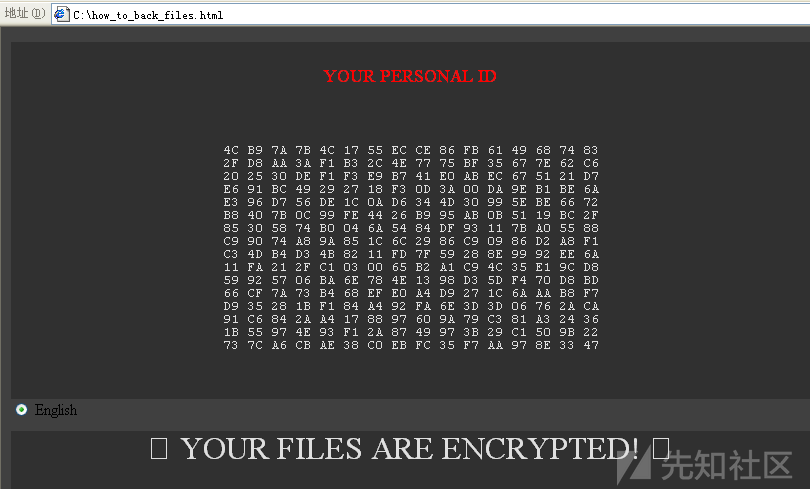 地址(D) C:\how_to_back_files.html
YOUR PERSONAL ID
4C B9 7A 7B 4C 17 55 EC CE 86 FB 61 49 68 74 83
2F D8 AA 3A F1 B3 2C 4E 77 75 BF 35 67 7E 62 C6
20 25 30 DE F1 F3 E9 B7 41 E0 AB EC 67 51 21 D7
E6 91 BC 49 29 27 18 F3 0D 3A 00 DA 9E B1 BE 6A
E3 96 D7 56 DE 1C 0A D6 34 4D 30 99 5E BE 66 72
B8 40 7B 0C 99 FE 44 26 B9 95 AB 0B 51 19 BC 2F
85 30 58 74 B0 04 6A 54 84 DF 93 11 7B A0 55 88
C9 90 74 A8 9A 85 1C 6C 29 86 C9 09 86 D2 A8 F1
C3 4D B4 D3 4B 82 11 FD 7F 59 28 8E 99 92 EE 6A
11 FA 21 2F C1 03 00 65 B2 A1 C9 4C 35 E1 9C D8
59 92 57 06 BA 6E 78 4E 13 98 D3 5D F4 70 D8 BD
66 CF 7A 73 B4 68 EF E0 A4 D9 27 1C 6A AA B8 F7
D9 35 28 1B F1 84 A4 92 FA 6E 3D 3D 06 76 2A CA
91 C6 84 2A A4 17 88 97 60 9A 79 C3 81 A3 24 36
1B 55 97 4E 93 F1 2A 87 49 97 3B 29 C1 50 9B 22
73 7C A6 CB AE 38 C0 EB FC 35 F7 AA 97 8E 33 47
English
YOUR FILES ARE ENCRYPTED!
先知社区